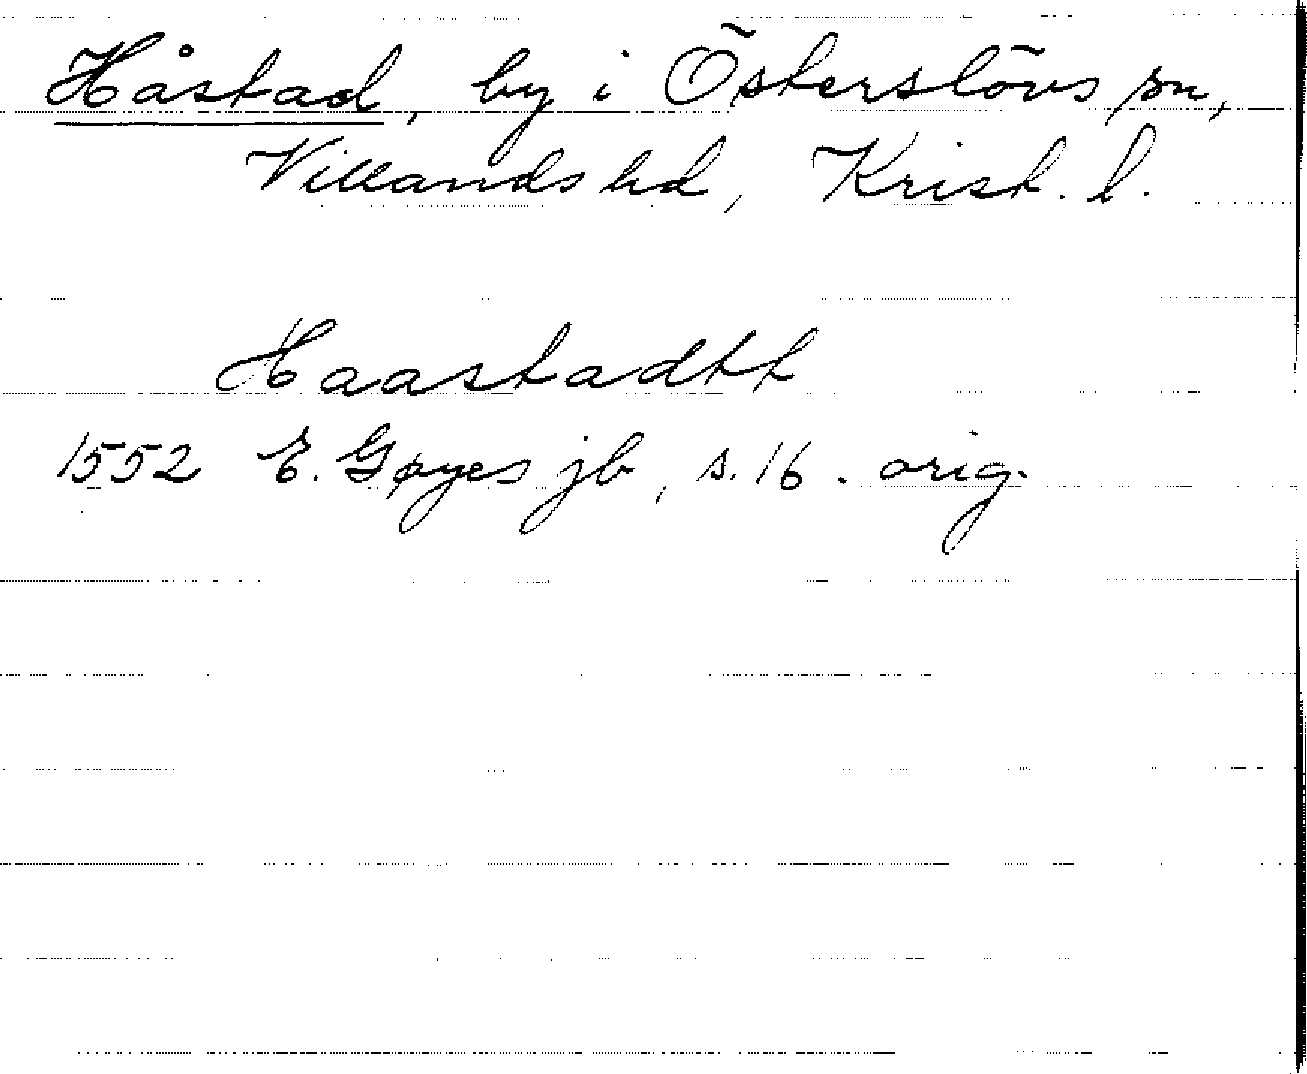 Håstad, by i Österslövs sn,
Villands hd, Krist. l.
Haastadtt
1552 E. Gøyes jb, s. 16. orig.